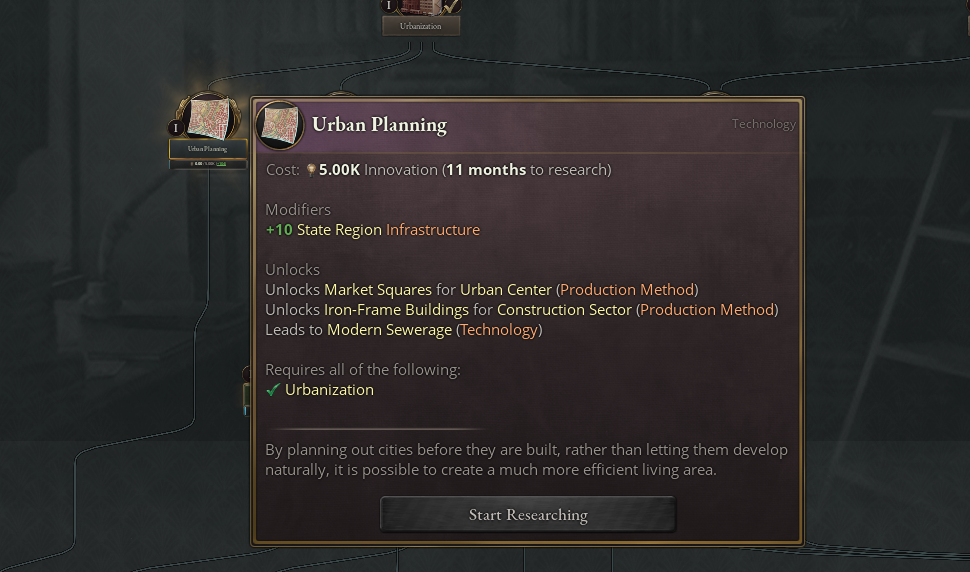 I
Urbanization
I
Urban Planning
Urban Planning
Technology
Cost: 5.00K Innovation (11 months to research)
Modifiers
+10 State Region Infrastructure
Unlocks
Unlocks Market Squares for Urban Center (Production Method)
Unlocks Iron-Frame Buildings for Construction Sector (Production Method)
Leads to Modern Sewerage (Technology)
Requires all of the following:
Urbanization
By planning out cities before they are built, rather than letting them develop
naturally, it is possible to create a much more efficient living area.
Start Researching